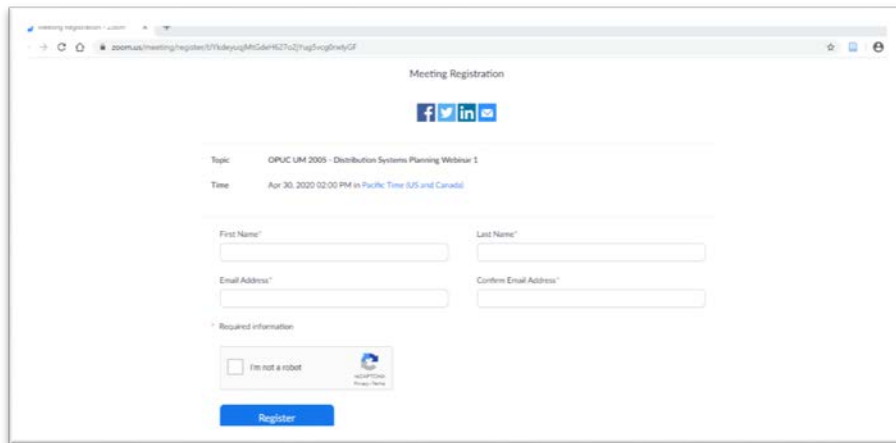 Meeting Registration - Zoom
Meeting Registration
f in
Topic OPUC UM 2005 - Distribution Systems Planning Webinar 1
Time Apr 30, 2020 02:00 PM in Pacific Time (US and Canada)
First Name* Last Name*
Email Address* Confirm Email Address*
* Required information
I'm not a robot
reCAPTCHA
Privacy - Terms
Register